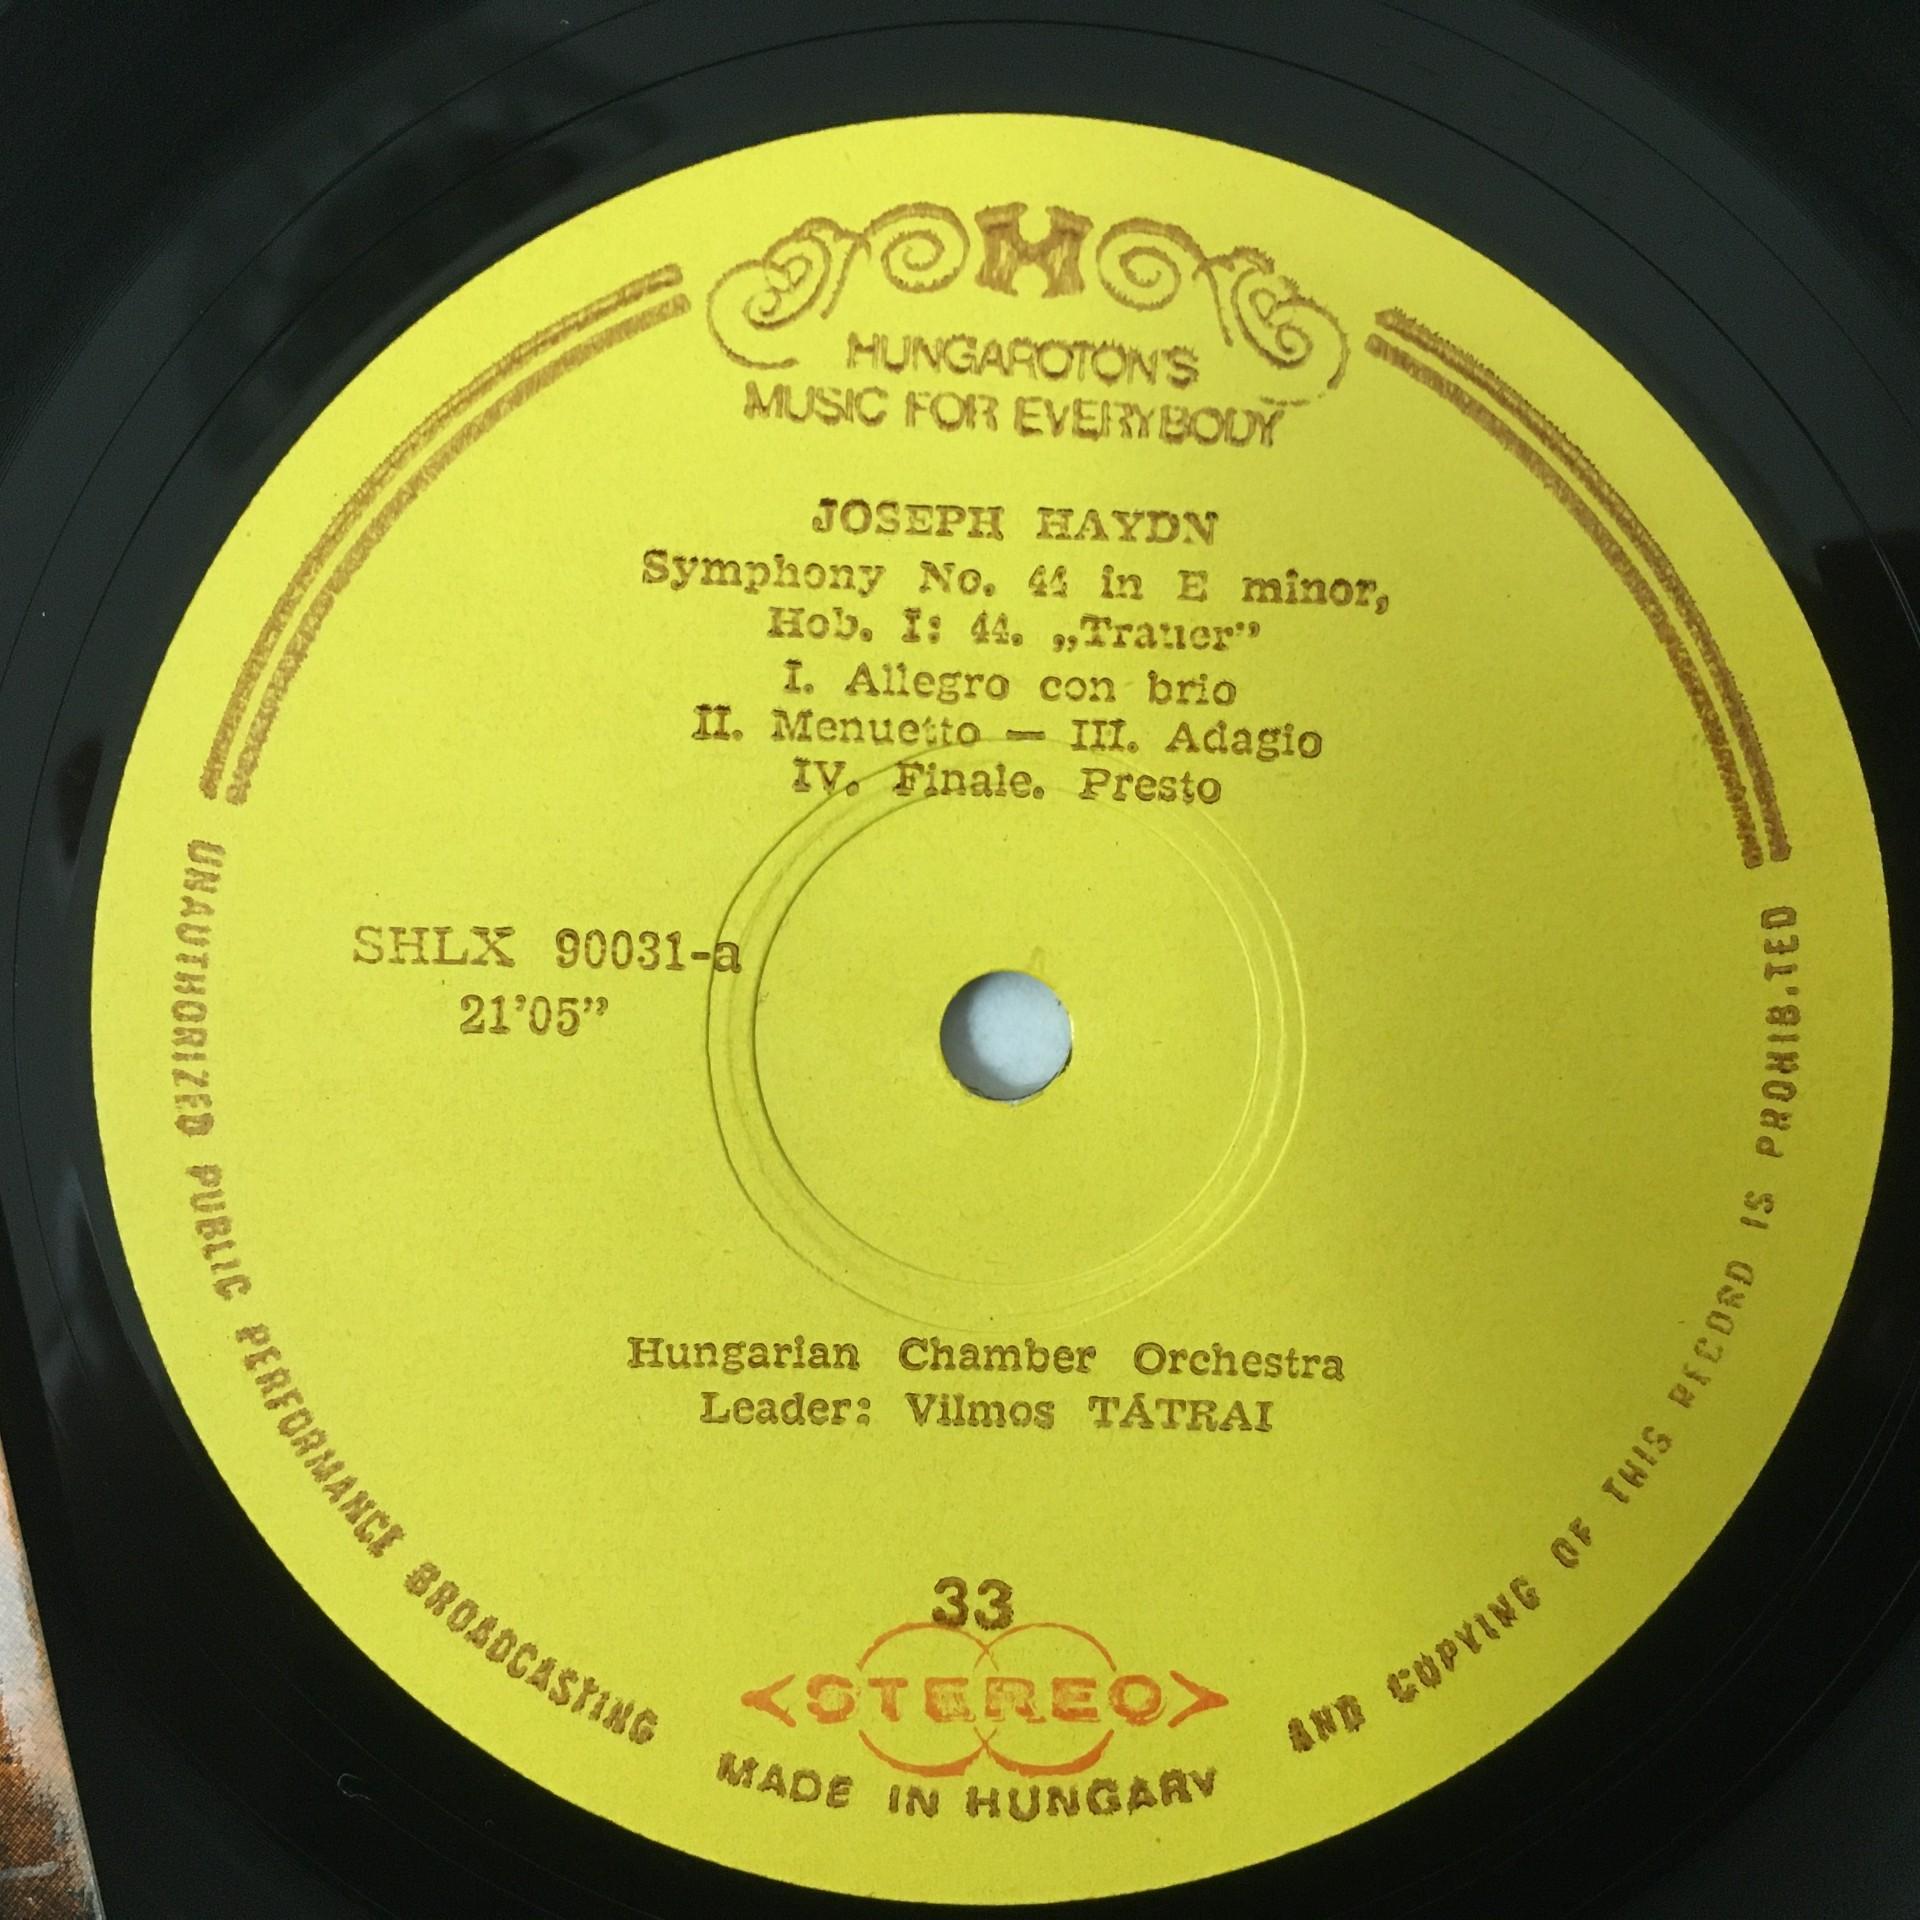 H
HUNGAROTON'S
MUSIC FOR EVERYBODY
JOSEPH HAYDN
Symphony No. 44 in E minor,
Hob. I: 44. „Trauer”
I. Allegro con brio
II. Menuetto — III. Adagio
IV. Finale. Presto
SHLX 90031-a
21’05”
Hungarian Chamber Orchestra
Leader: Vilmos TÁTRAI
33
<STEREO>
MADE IN HUNGARY
UNAUTHORIZED PUBLIC PERFORMANCE BROADCASTING AND COPYING OF THIS RECORD IS PROHIB.TED